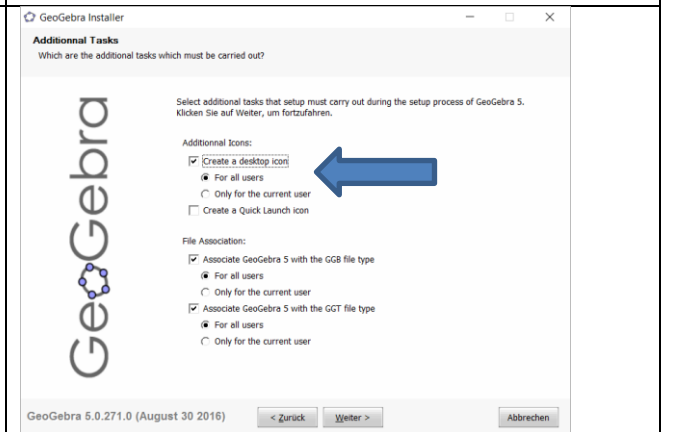 GeoGebra Installer
Additionnal Tasks
Which are the additional tasks which must be carried out?
GeoGebra
Select additional tasks that setup must carry out during the setup process of GeoGebra 5.
Klicken Sie auf Weiter, um fortzufahren.
Additionnal Icons:
Create a desktop icon
For all users
Only for the current user
Create a Quick Launch icon
File Association:
Associate GeoGebra 5 with the GGB file type
For all users
Only for the current user
Associate GeoGebra 5 with the GGT file type
For all users
Only for the current user
GeoGebra 5.0.271.0 (August 30 2016)
< Zurück
Weiter >
Abbrechen